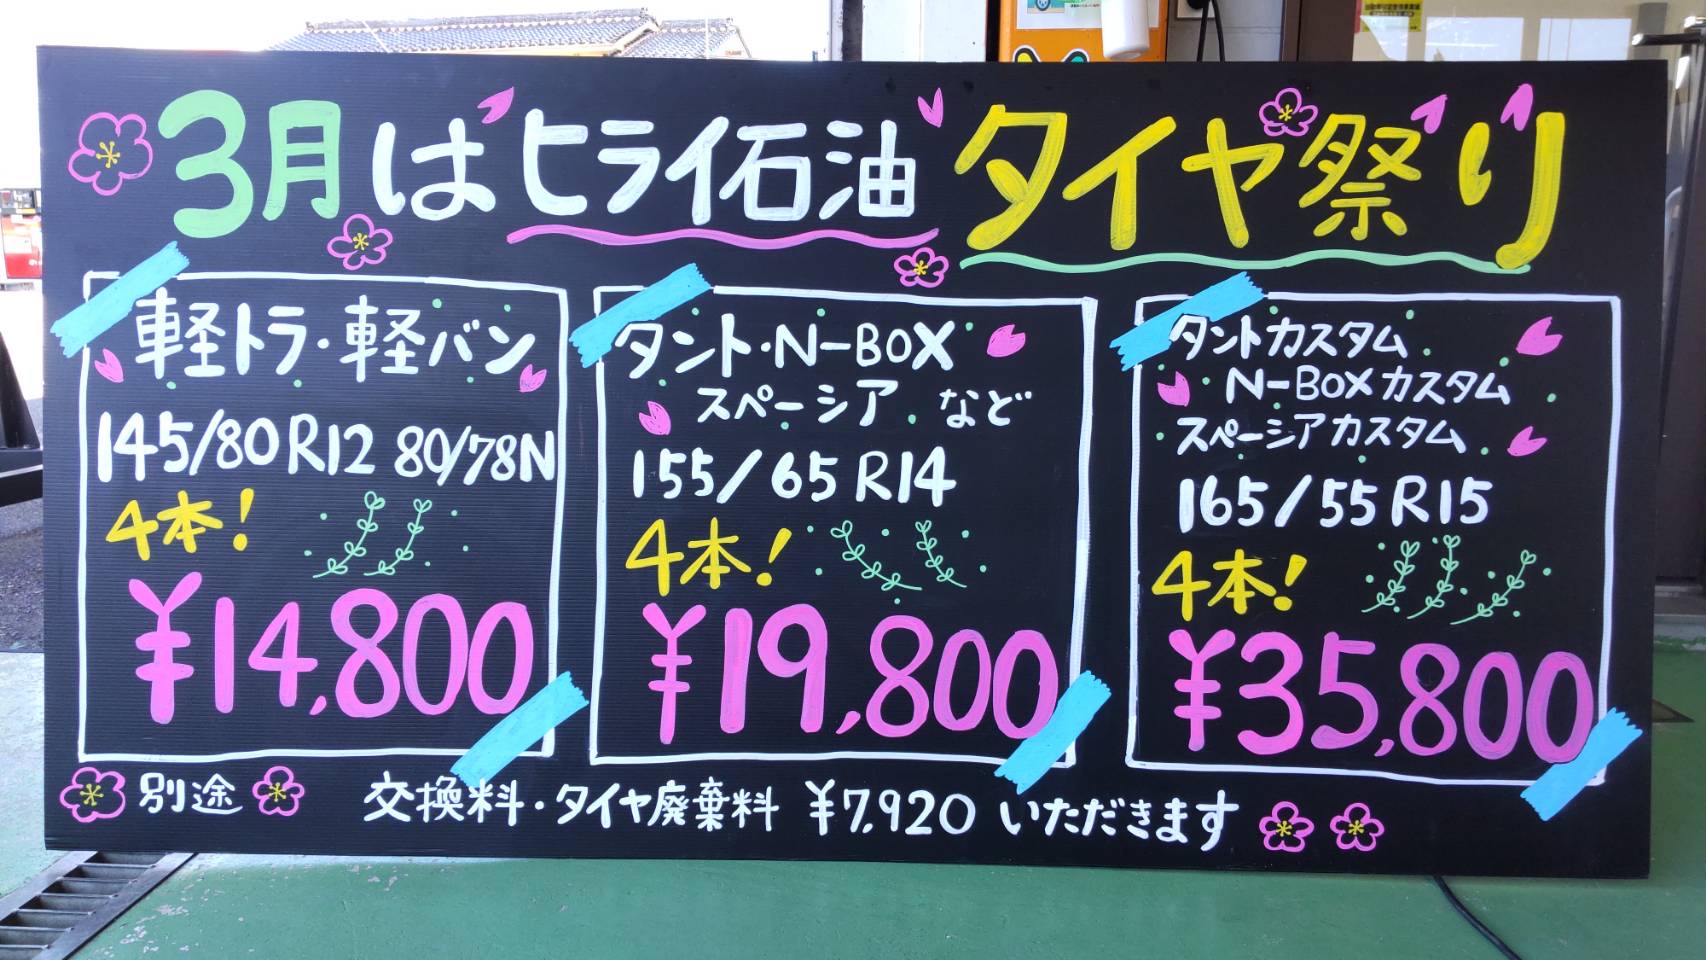 3月はヒライ石油 タイヤ祭り
軽トラ・軽バン
145/80R12 80/78N
4本!
¥14,800
タント・N-BOX
スペーシア など
155/65R14
4本!
¥19,800
タントカスタム
N-BOXカスタム
スペーシアカスタム
165/55R15
4本!
¥35,800
別途 交換料・タイヤ廃棄料 ¥7,920 いただきます